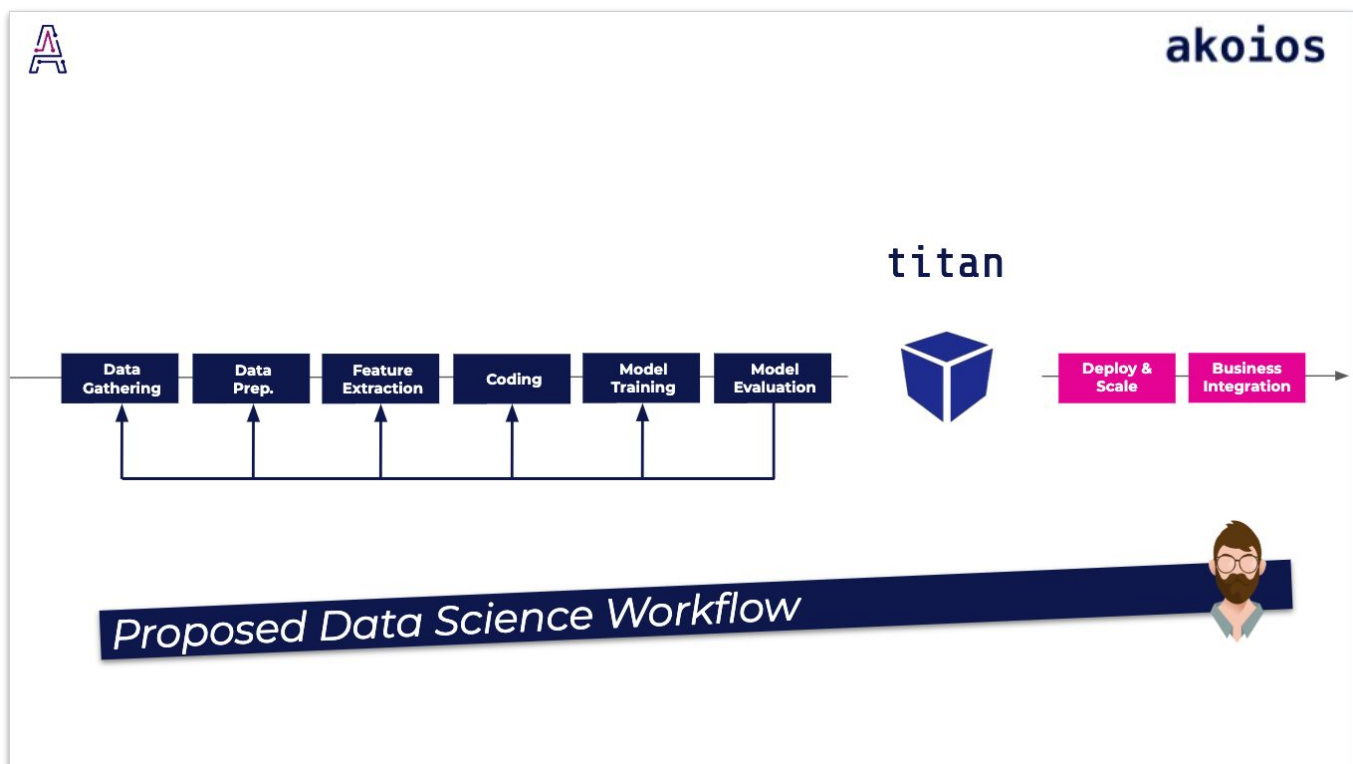 akoios
titan
Data
Gathering
Data
Prep.
Feature
Extraction
Coding
Model
Training
Model
Evaluation
Deploy &
Scale
Business
Integration
Proposed Data Science Workflow